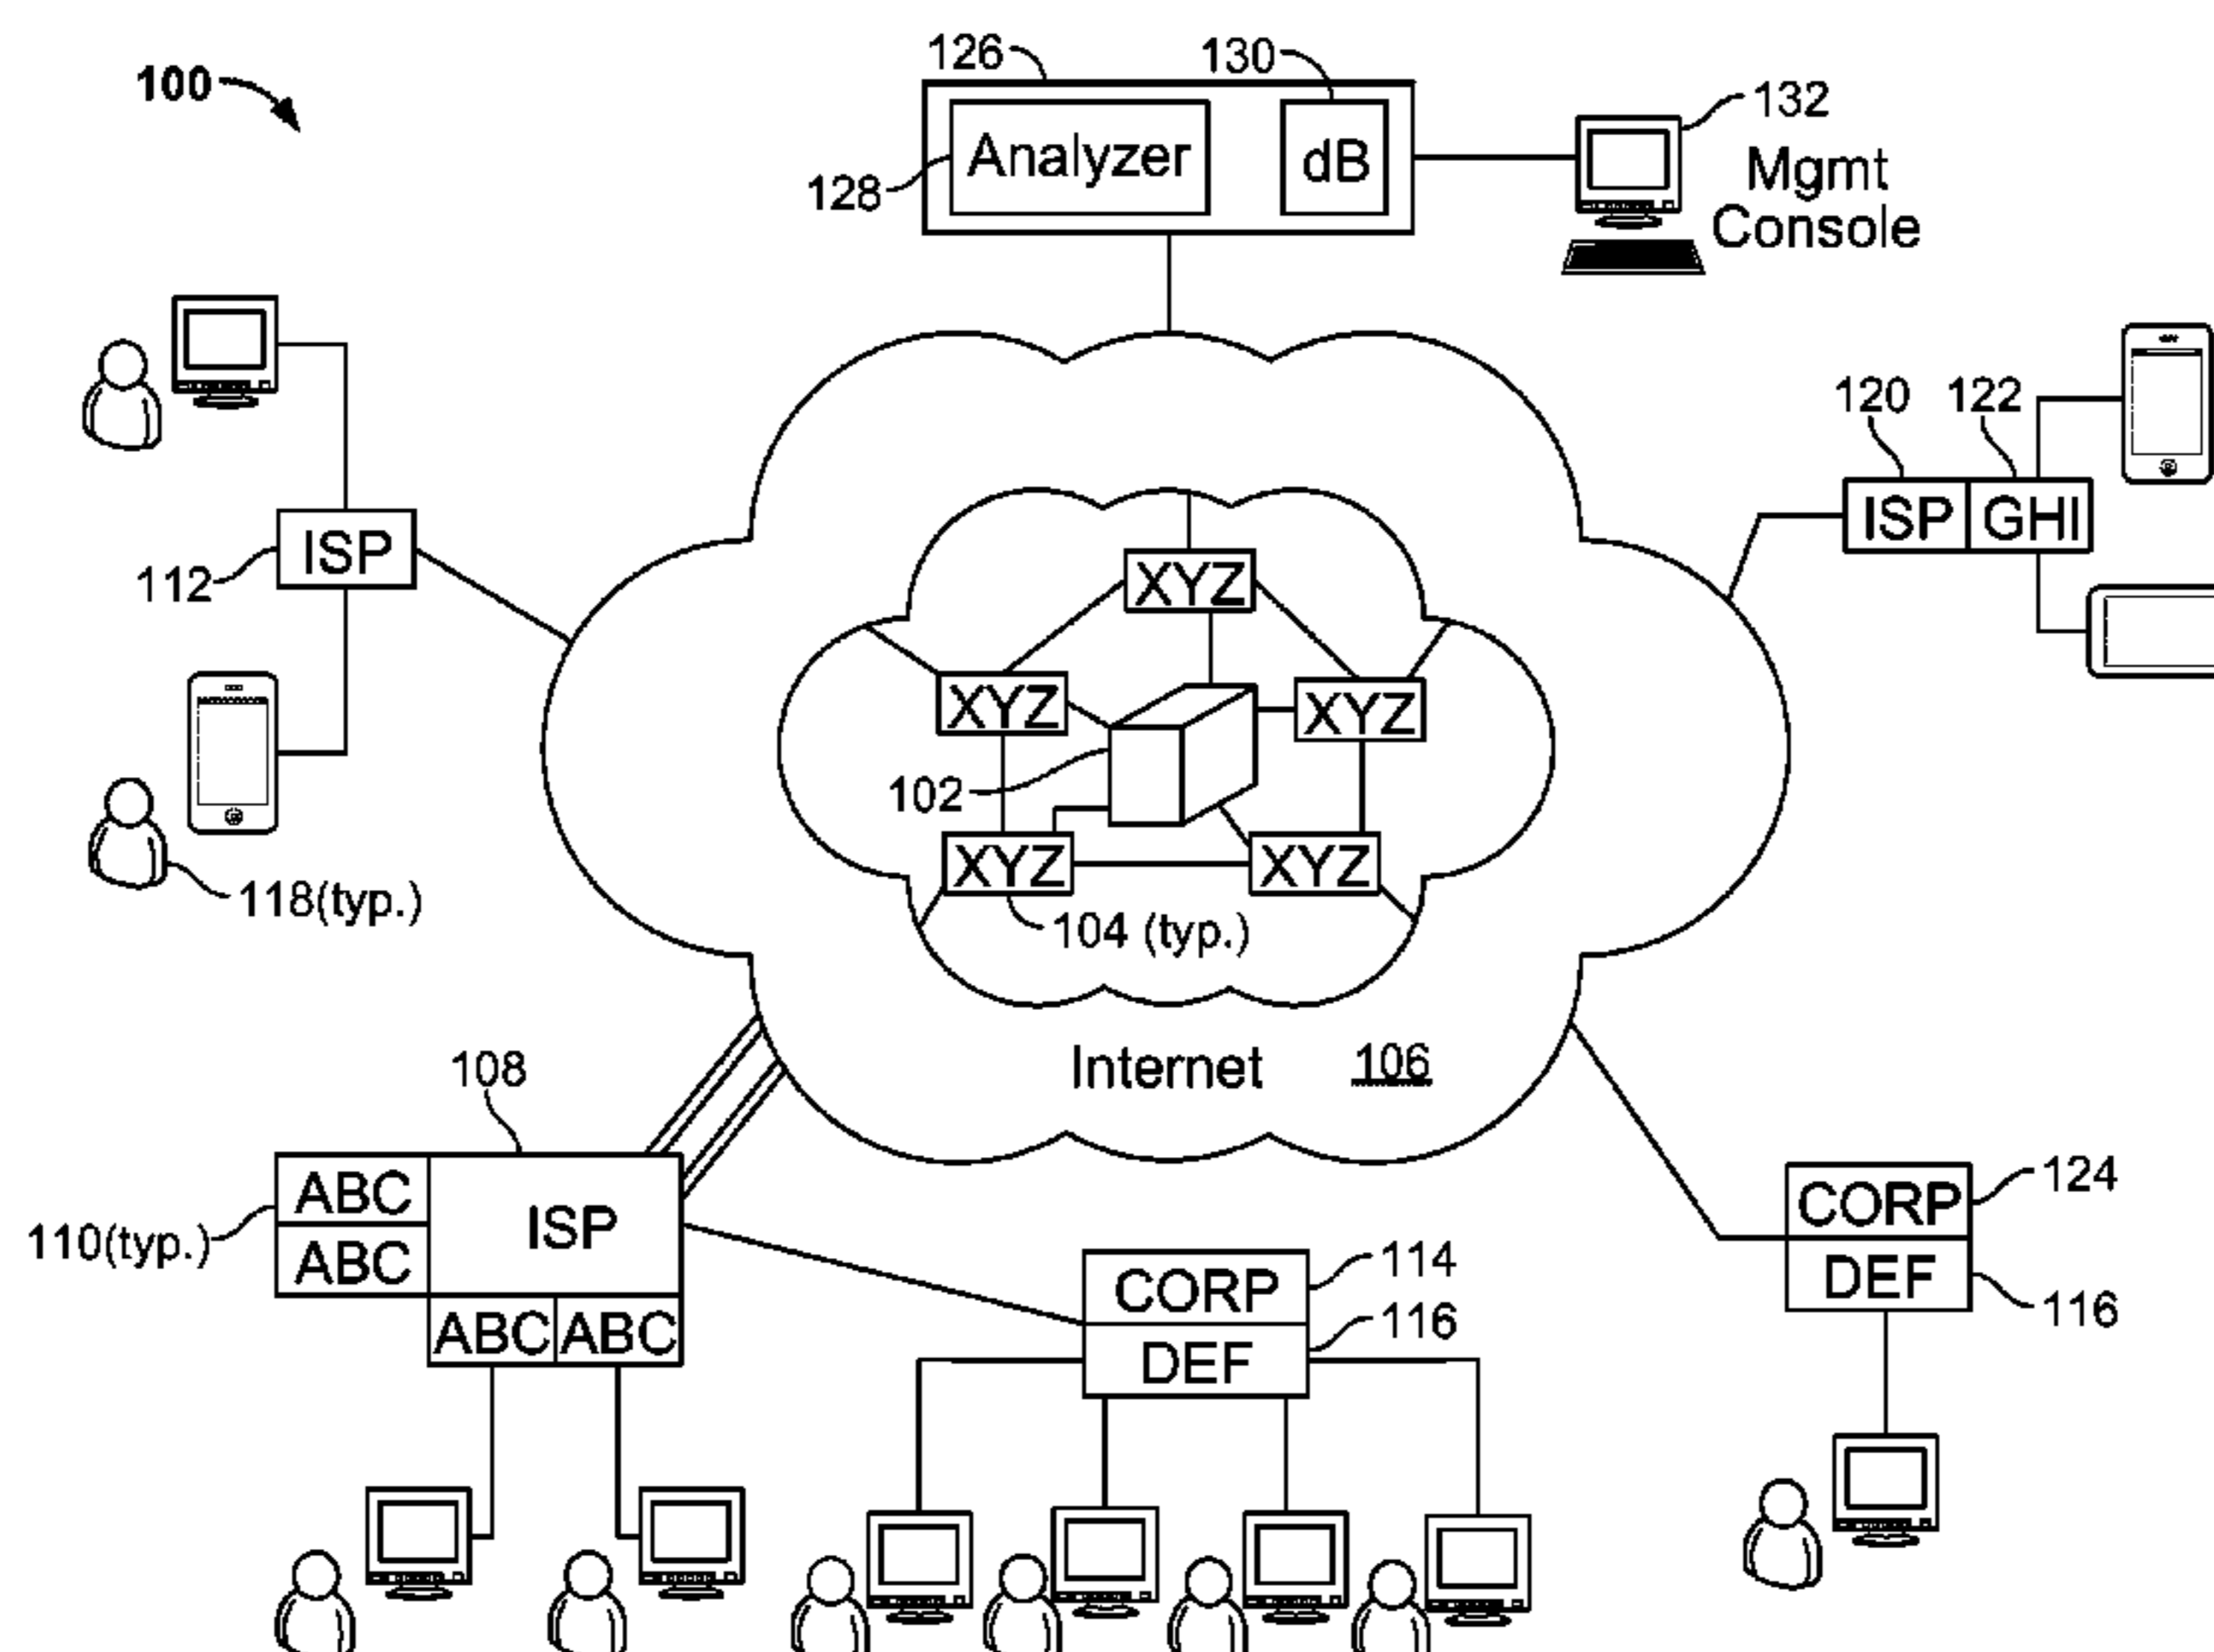 100
126
130
132
Analyzer
dB
128
Mgmt
Console
120
122
ISP
GHI
ISP
112
XYZ
XYZ
XYZ
102
XYZ
XYZ
118(typ.)
104 (typ.)
Internet
106
108
ABC
ISP
110(typ.)
ABC
ABC
ABC
CORP
114
DEF
116
CORP
124
DEF
116